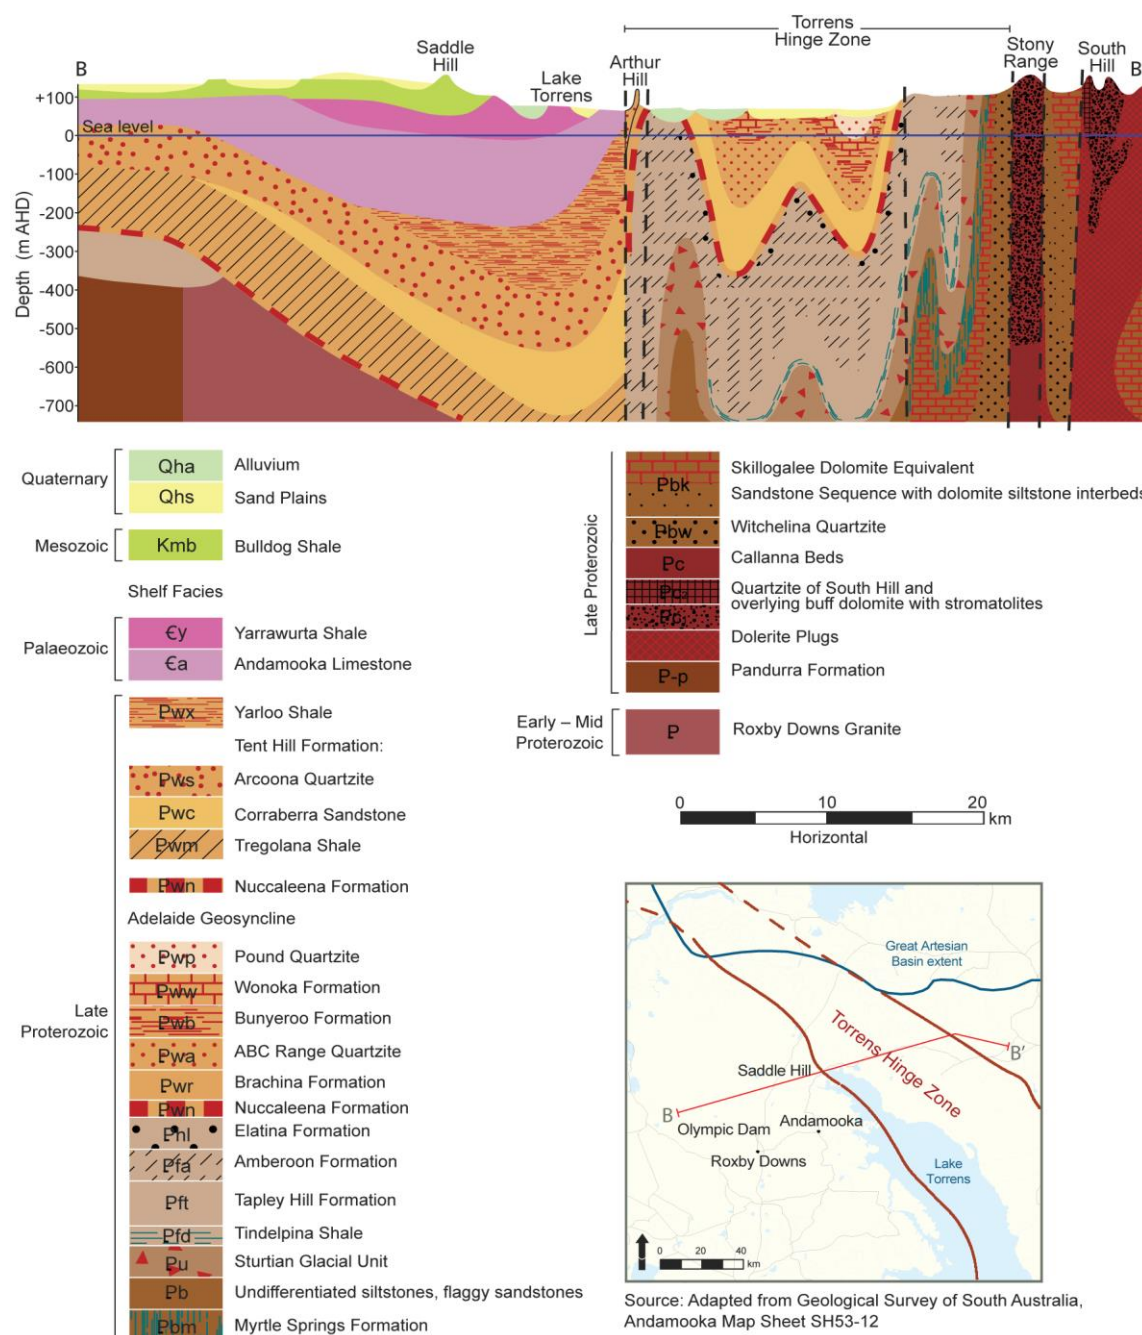 Torrens
Hinge Zone
Saddle
Hill
Lake
Torrens
Arthur
Hill
Stony
Range
South
Hill
B
B'
+100
Sea level
0
-100
-200
-300
-400
-500
-600
-700
Depth (m AHD)
Quaternary
Qha Alluvium
Qhs Sand Plains
Mesozoic
Kmb Bulldog Shale
Shelf Facies
Palaeozoic
Єy Yarrawurta Shale
Єa Andamooka Limestone
Late
Proterozoic
Pwx Yarloo Shale
Tent Hill Formation:
Pws Arcoona Quartzite
Pwc Corraberra Sandstone
Pwm Tregolana Shale
Pwn Nuccaleena Formation
Adelaide Geosyncline
Pwp Pound Quartzite
Pww Wonoka Formation
Pwb Bunyeroo Formation
Pwa ABC Range Quartzite
Pwr Brachina Formation
Pwn Nuccaleena Formation
Phl Elatina Formation
Pfa Amberoon Formation
Pft Tapley Hill Formation
Pfd Tindelpina Shale
Pu Sturtian Glacial Unit
Pb Undifferentiated siltstones, flaggy sandstones
Pbm Myrtle Springs Formation
Late Proterozoic
Skillogalee Dolomite Equivalent
Pbk
Sandstone Sequence with dolomite siltstone interbeds
Pbw Witchelina Quartzite
Pc Callanna Beds
Quartzite of South Hill and
overlying buff dolomite with stromatolites
Dolerite Plugs
P-p Pandurra Formation
Early – Mid
Proterozoic
P Roxby Downs Granite
0 10 20
km
Horizontal
Great Artesian
Basin extent
Torrens Hinge Zone
B'
Saddle Hill
B
Olympic Dam
Andamooka
Roxby Downs
Lake
Torrens
0 20 40
km
Source: Adapted from Geological Survey of South Australia,
Andamooka Map Sheet SH53-12